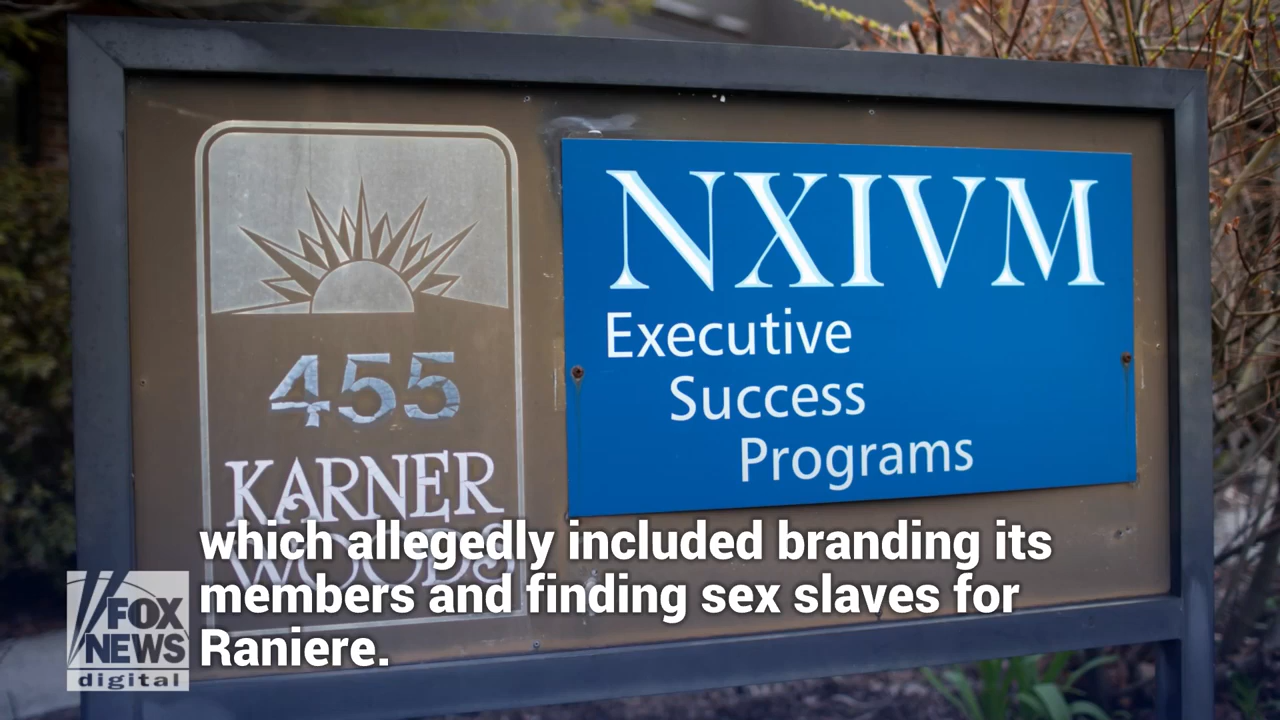 NXIVM
Executive
Success
Programs
455
KARNER
WOODS
which allegedly included branding its
members and finding sex slaves for
Raniere.
FOX
NEWS
digital